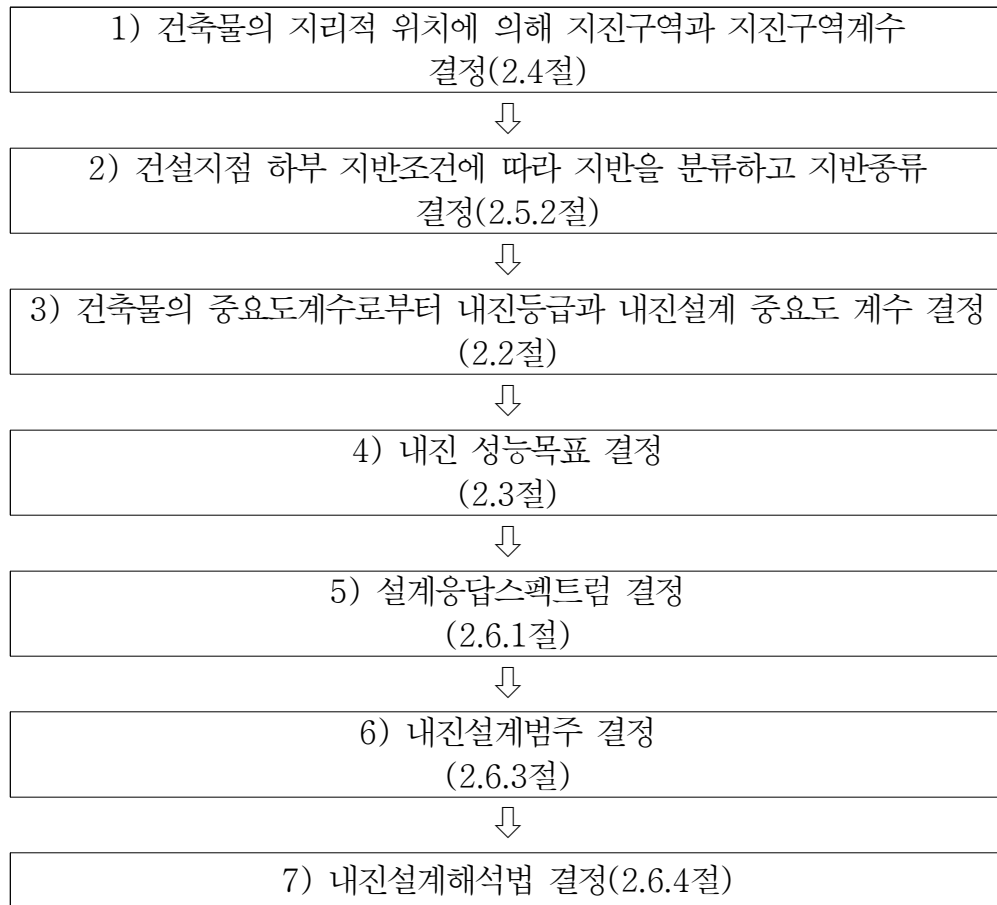 1) 건축물의 지리적 위치에 의해 지진구역과 지진구역계수
결정(2.4절)
⇩
2) 건설지점 하부 지반조건에 따라 지반을 분류하고 지반종류
결정(2.5.2절)
⇩
3) 건축물의 중요도계수로부터 내진등급과 내진설계 중요도 계수 결정
(2.2절)
⇩
4) 내진 성능목표 결정
(2.3절)
⇩
5) 설계응답스펙트럼 결정
(2.6.1절)
⇩
6) 내진설계범주 결정
(2.6.3절)
⇩
7) 내진설계해석법 결정(2.6.4절)